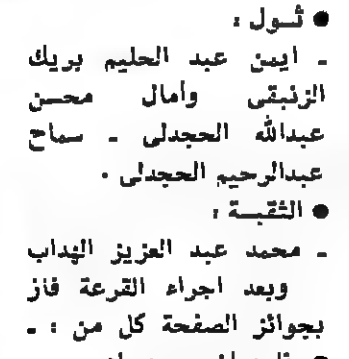 ● ثــول :
ـ ايمن عبد الحليم بريك
الزنبقى وامال محسن
عبدالله الحجدلى ـ سماح
عبدالرحيم الحجدلى .
● الثقبــة :
ـ محمد عبد العزيز الهداب
وبعد اجراء القرعة فاز
بجوائز الصفحة كل من : ـ